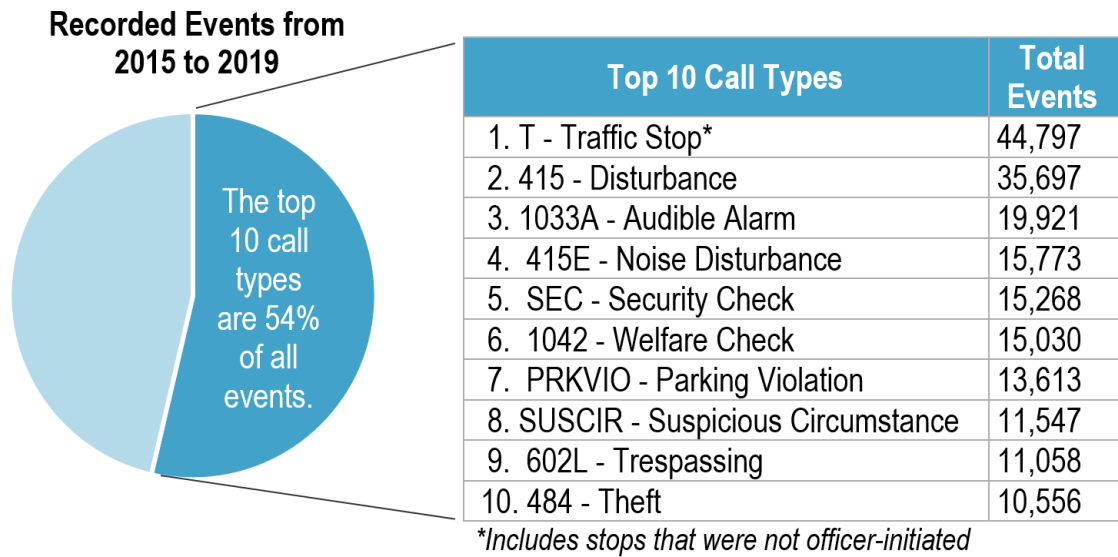 Recorded Events from
2015 to 2019
The top
10 call
types
are 54%
of all
events.
Top 10 Call Types Total Events
1. T - Traffic Stop* 44,797
2. 415 - Disturbance 35,697
3. 1033A - Audible Alarm 19,921
4. 415E - Noise Disturbance 15,773
5. SEC - Security Check 15,268
6. 1042 - Welfare Check 15,030
7. PRKVIO - Parking Violation 13,613
8. SUSCIR - Suspicious Circumstance 11,547
9. 602L - Trespassing 11,058
10. 484 - Theft 10,556
*Includes stops that were not officer-initiated